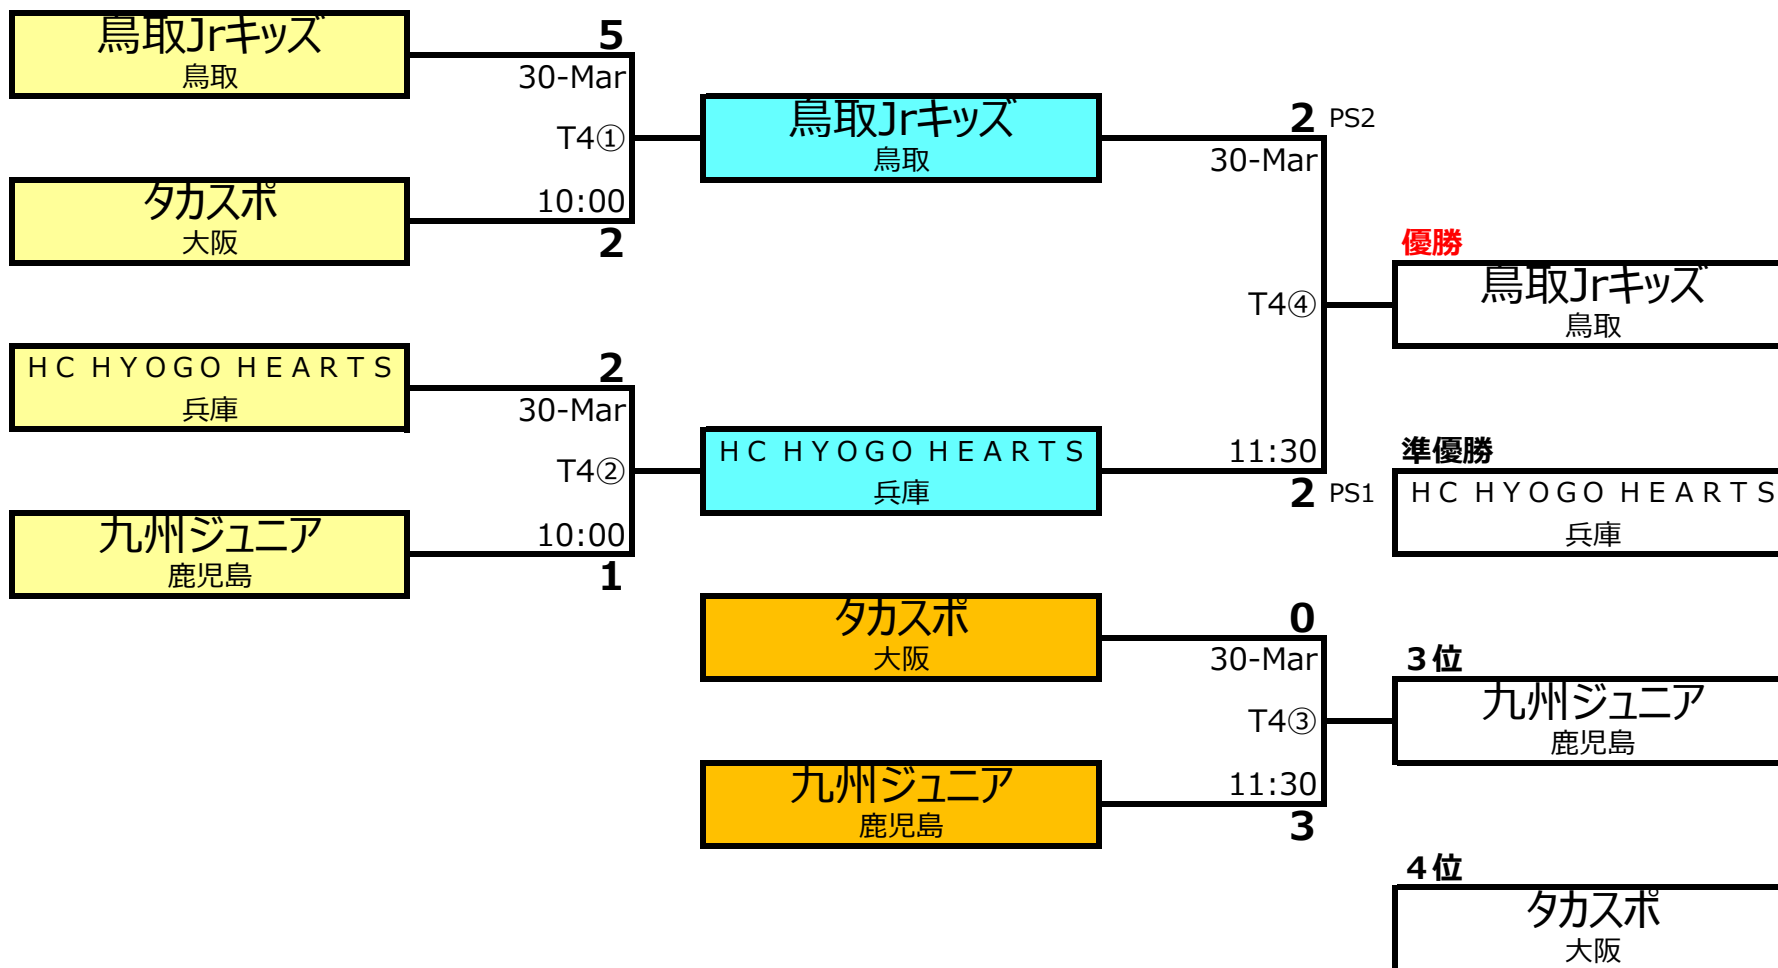 鳥取Jrキッズ
鳥取
5
30-Mar
T4①
10:00
タカスポ
大阪
2
ＨＣ ＨＹＯＧＯ ＨＥＡＲＴＳ
兵庫
2
30-Mar
T4②
10:00
九州ジュニア
鹿児島
1
鳥取Jrキッズ
鳥取
2 PS2
30-Mar
T4④
11:30
ＨＣ ＨＹＯＧＯ ＨＥＡＲＴＳ
兵庫
2 PS1
タカスポ
大阪
0
30-Mar
T4③
11:30
九州ジュニア
鹿児島
3
優勝
鳥取Jrキッズ
鳥取
準優勝
ＨＣ ＨＹＯＧＯ ＨＥＡＲＴＳ
兵庫
３位
九州ジュニア
鹿児島
４位
タカスポ
大阪